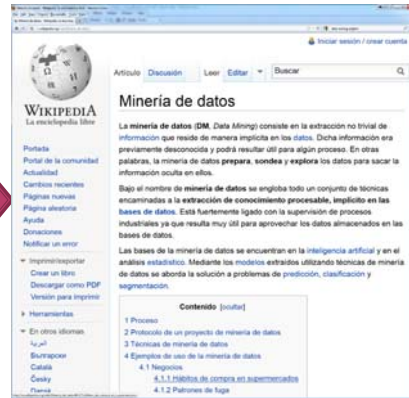 Iniciar sesión / crear cuenta
Artículo Discusión Leer Editar Buscar
WIKIPEDIA
La enciclopedia libre
Portada
Portal de la comunidad
Actualidad
Cambios recientes
Páginas nuevas
Página aleatoria
Ayuda
Donaciones
Notificar un error
Imprimir/exportar
Crear un libro
Descargar como PDF
Versión para imprimir
Herramientas
En otros idiomas
العربية
Български
Català
Česky
Dansk
Minería de datos
La minería de datos (DM, Data Mining) consiste en la extracción no trivial de
información que reside de manera implícita en los datos. Dicha información era
previamente desconocida y podrá resultar útil para algún proceso. En otras
palabras, la minería de datos prepara, sondea y explora los datos para sacar la
información oculta en ellos.
Bajo el nombre de minería de datos se engloba todo un conjunto de técnicas
encaminadas a la extracción de conocimiento procesable, implícito en las
bases de datos. Está fuertemente ligado con la supervisión de procesos
industriales ya que resulta muy útil para aprovechar los datos almacenados en las
bases de datos.
Las bases de la minería de datos se encuentran en la inteligencia artificial y en el
análisis estadístico. Mediante los modelos extraídos utilizando técnicas de minería
de datos se aborda la solución a problemas de predicción, clasificación y
segmentación.
Contenido [ocultar]
1 Proceso
2 Protocolo de un proyecto de minería de datos
3 Técnicas de minería de datos
4 Ejemplos de uso de la minería de datos
4.1 Negocios
4.1.1 Hábitos de compra en supermercados
4.1.2 Patrones de fuga